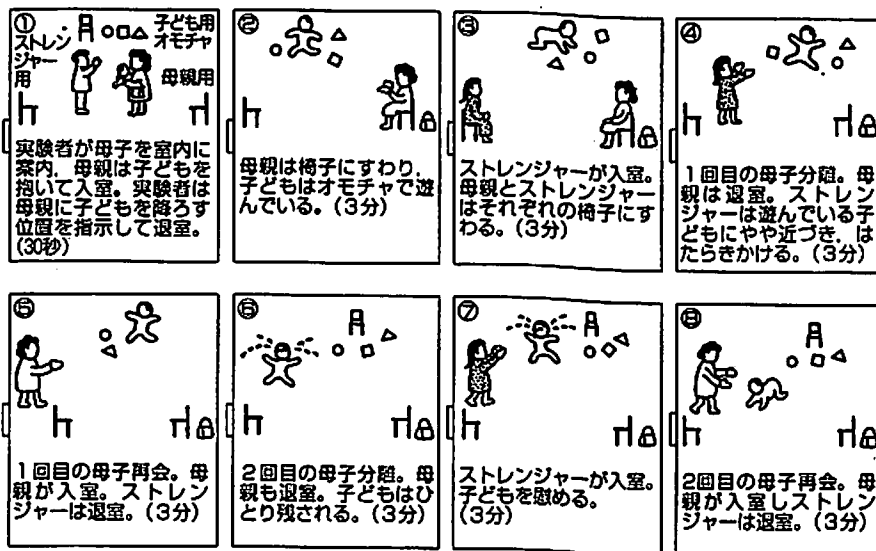 ①
ストレンジャー用
子ども用オモチャ
母親用
実験者が母子を室内に
案内，母親は子どもを
抱いて入室。実験者は
母親に子どもを降ろす
位置を指示して退室。
(30秒)
②
母親は椅子にすわり，
子どもはオモチャで遊
んでいる。(3分)
③
ストレンジャーが入室。
母親とストレンジャー
はそれぞれの椅子にす
わる。(3分)
④
1回目の母子分離。母
親は退室。ストレン
ジャーは遊んでいる子
どもにやや近づき，は
たらきかける。(3分)
⑤
1回目の母子再会。母
親が入室。ストレン
ジャーは退室。(3分)
⑥
2回目の母子分離。母
親も退室。子どもはひ
とり残される。(3分)
⑦
ストレンジャーが入室。
子どもを慰める。
(3分)
⑧
2回目の母子再会。母
親が入室しストレン
ジャーは退室。(3分)